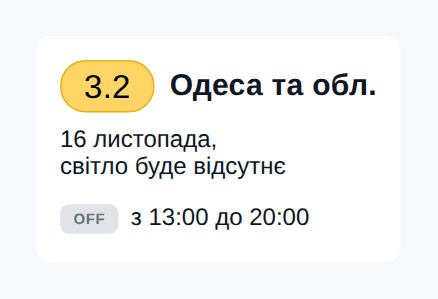 3.2 Одеса та обл.
16 листопада,
світло буде відсутнє
OFF з 13:00 до 20:00